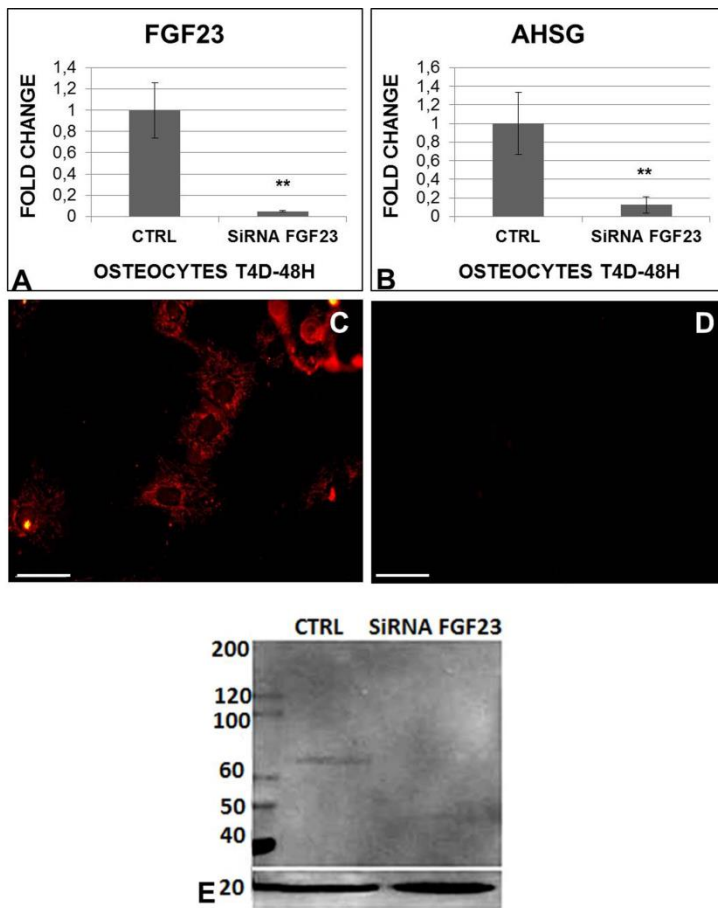 FGF23
FOLD CHANGE
1,4
1,2
1
0,8
0,6
0,4
0,2
0
**
CTRL SiRNA FGF23
A OSTEOCYTES T4D-48H
AHSG
FOLD CHANGE
1,6
1,4
1,2
1
0,8
0,6
0,4
0,2
0
**
CTRL SiRNA FGF23
B OSTEOCYTES T4D-48H
C
D
CTRL SiRNA FGF23
200
120
100
60
50
40
E 20